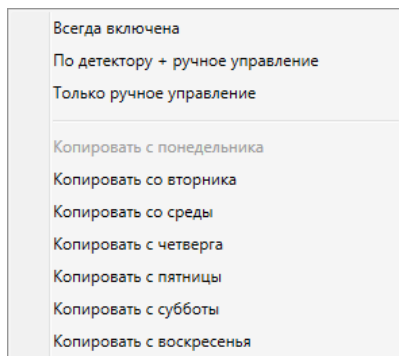 Всегда включена
По детектору + ручное управление
Только ручное управление
Копировать с понедельника
Копировать со вторника
Копировать со среды
Копировать с четверга
Копировать с пятницы
Копировать с субботы
Копировать с воскресенья